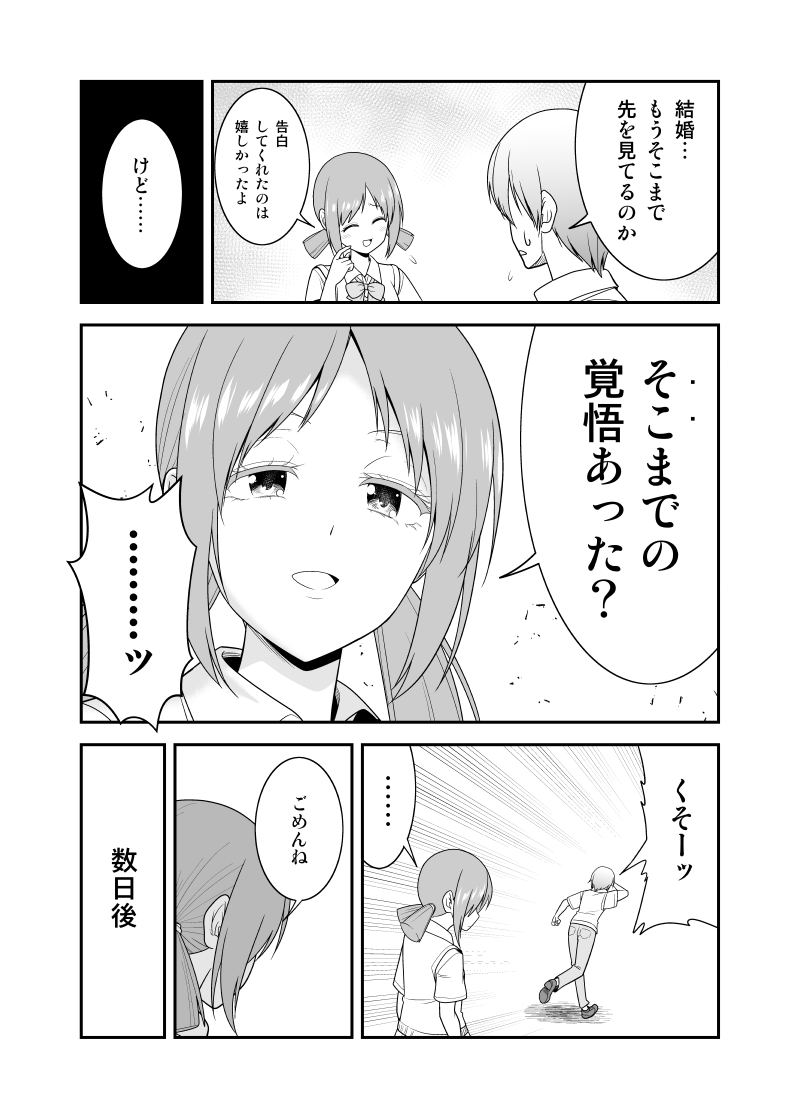 結婚…
もうそこまで
先を見てるのか
告白
してくれたのは
嬉しかったよ
けど……
そこまでの
覚悟あった?
………ッ
くそーッ
……
ごめんね
数日後